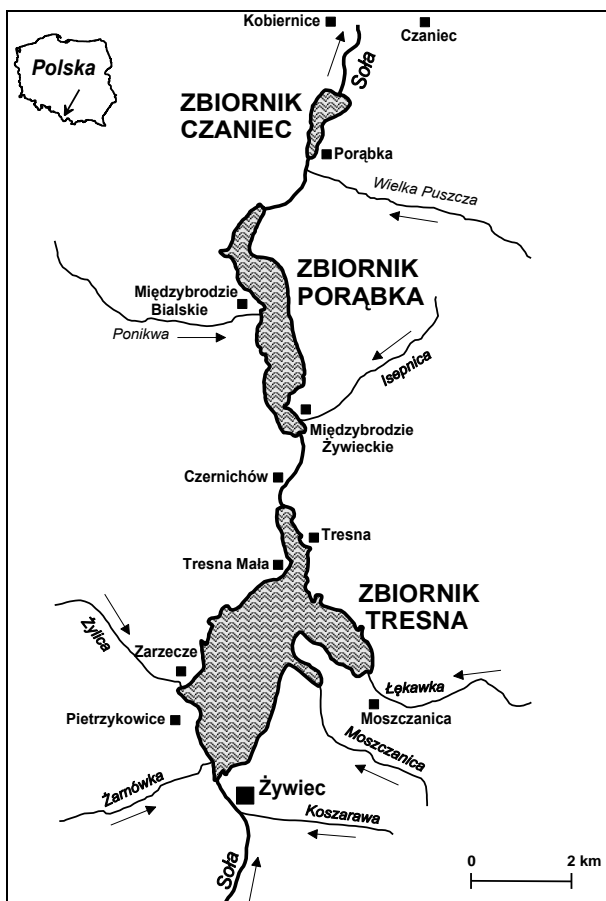 Kobiernice
Czaniec
Polska
Soła
ZBIORNIK
CZANIEC
Porąbka
Wielka Puszcza
ZBIORNIK
PORĄBKA
Międzybrodzie
Bialskie
Ponikwa
Isepnica
Międzybrodzie
Żywieckie
Czernichów
Tresna
Tresna Mała
ZBIORNIK
TRESNA
Żylica
Zarzecze
Łękawka
Pietrzykowice
Moszczanica
Moszczanica
Żarnówka
Żywiec
Koszarawa
Soła
0 2 km